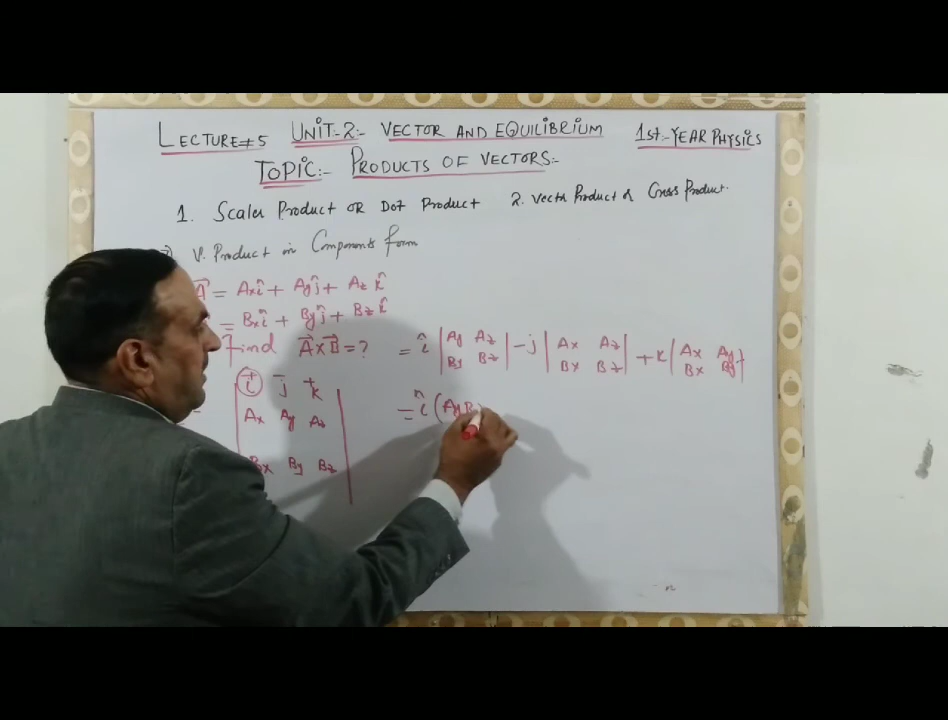 LECTURE#5 UNIT:-2:- VECTOR AND EQUILIBRIUM 1st:-YEAR PHYSICS
TOPIC:- PRODUCTS OF VECTORS:-
1. Scaler Product OR DOT Product 2. Vector Product or Cross Product.
V. Product in Components form
A⃗ = Axî + Ayĵ + Az k̂
= Bxî + Byĵ + Bz k̂
Find A⃗×B⃗ = ? = î | Ay Az | - j | Ax Az | + k | Ax Ay |
By Bz Bx Bz Bx By
i j k
Ax Ay Az = î (AyB
Bx By Bz